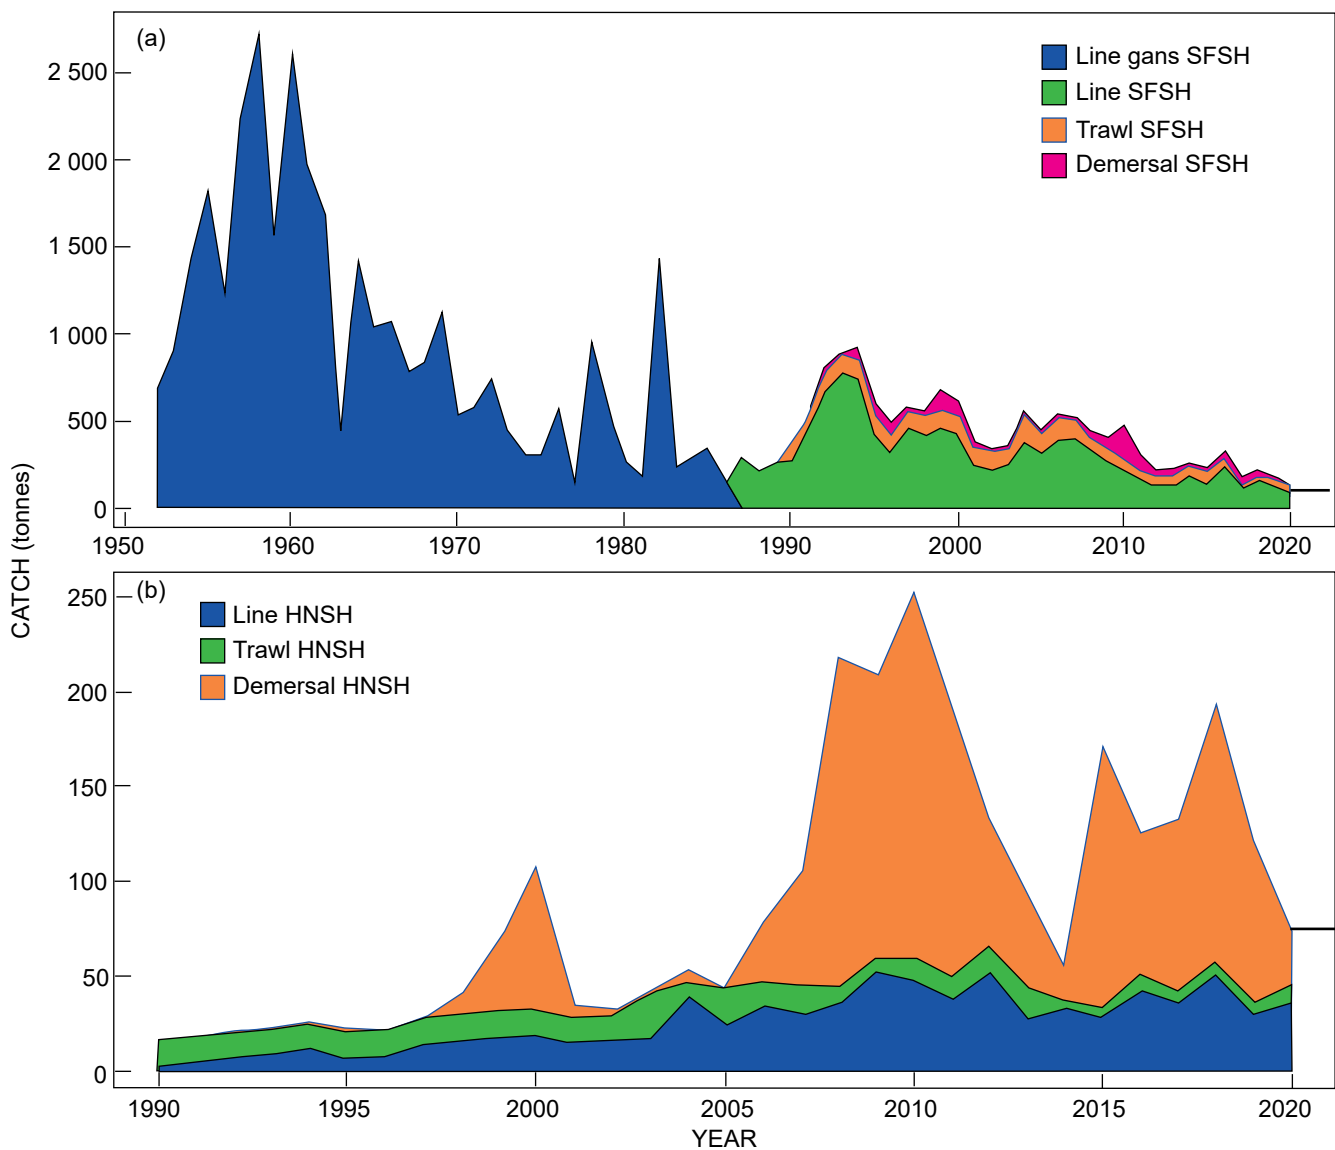 (a)
Line gans SFSH
Line SFSH
Trawl SFSH
Demersal SFSH
2 500
2 000
1 500
1 000
500
0
1950 1960 1970 1980 1990 2000 2010 2020
CATCH (tonnes)
(b)
Line HNSH
Trawl HNSH
Demersal HNSH
250
200
150
100
50
0
1990 1995 2000 2005 2010 2015 2020
YEAR